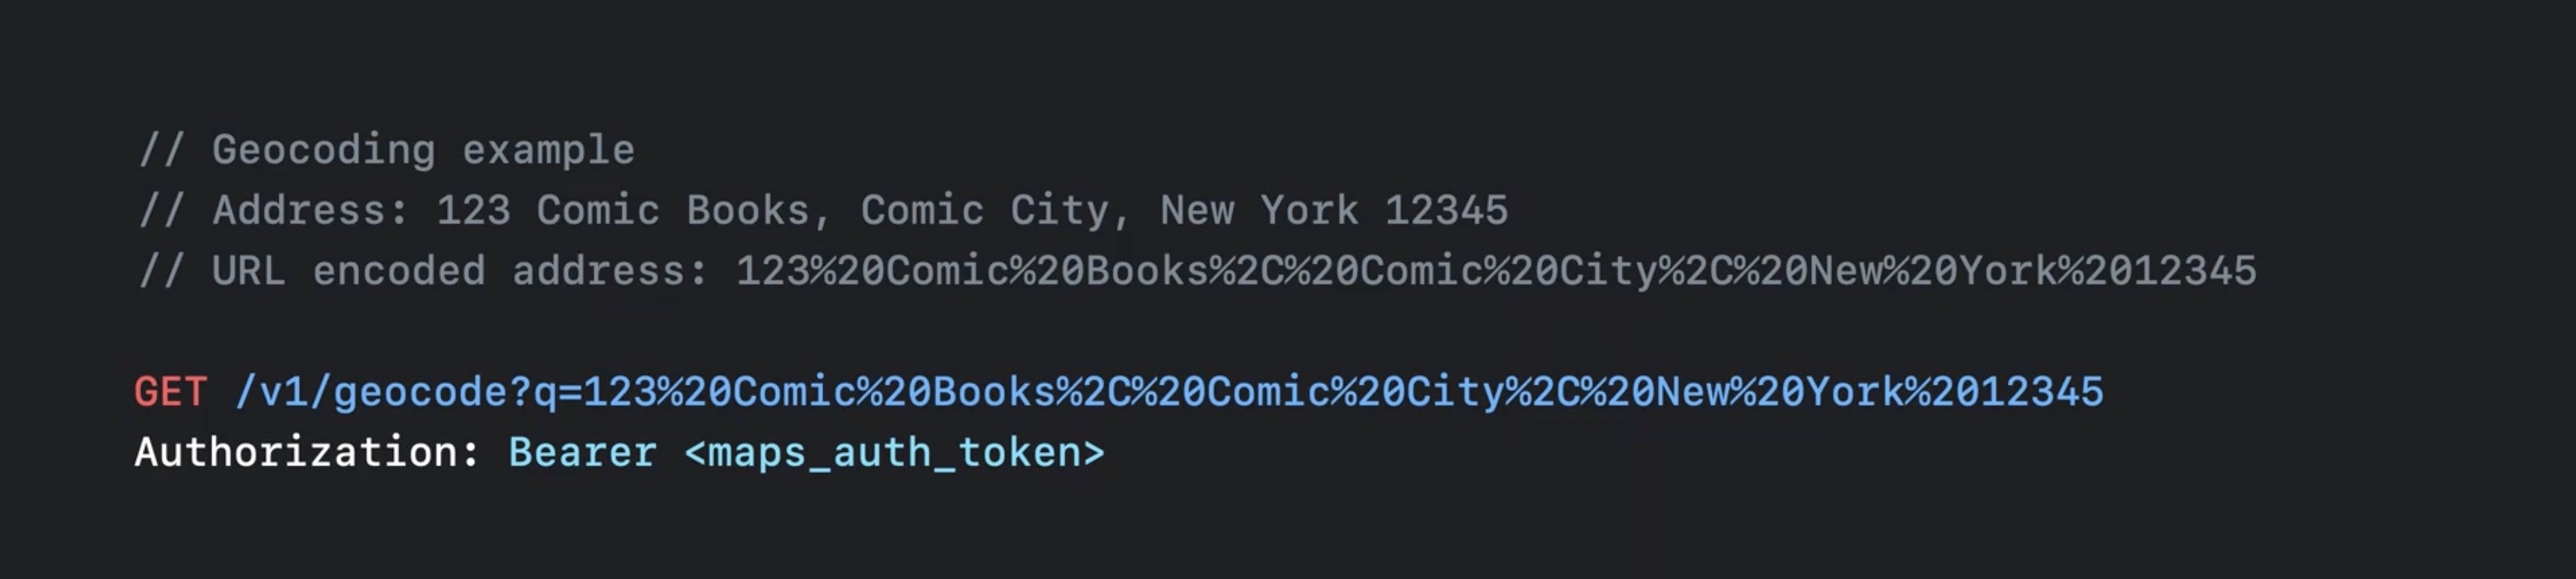 // Geocoding example
// Address: 123 Comic Books, Comic City, New York 12345
// URL encoded address: 123%20Comic%20Books%2C%20Comic%20City%2C%20New%20York%2012345
GET /v1/geocode?q=123%20Comic%20Books%2C%20Comic%20City%2C%20New%20York%2012345
Authorization: Bearer <maps_auth_token>